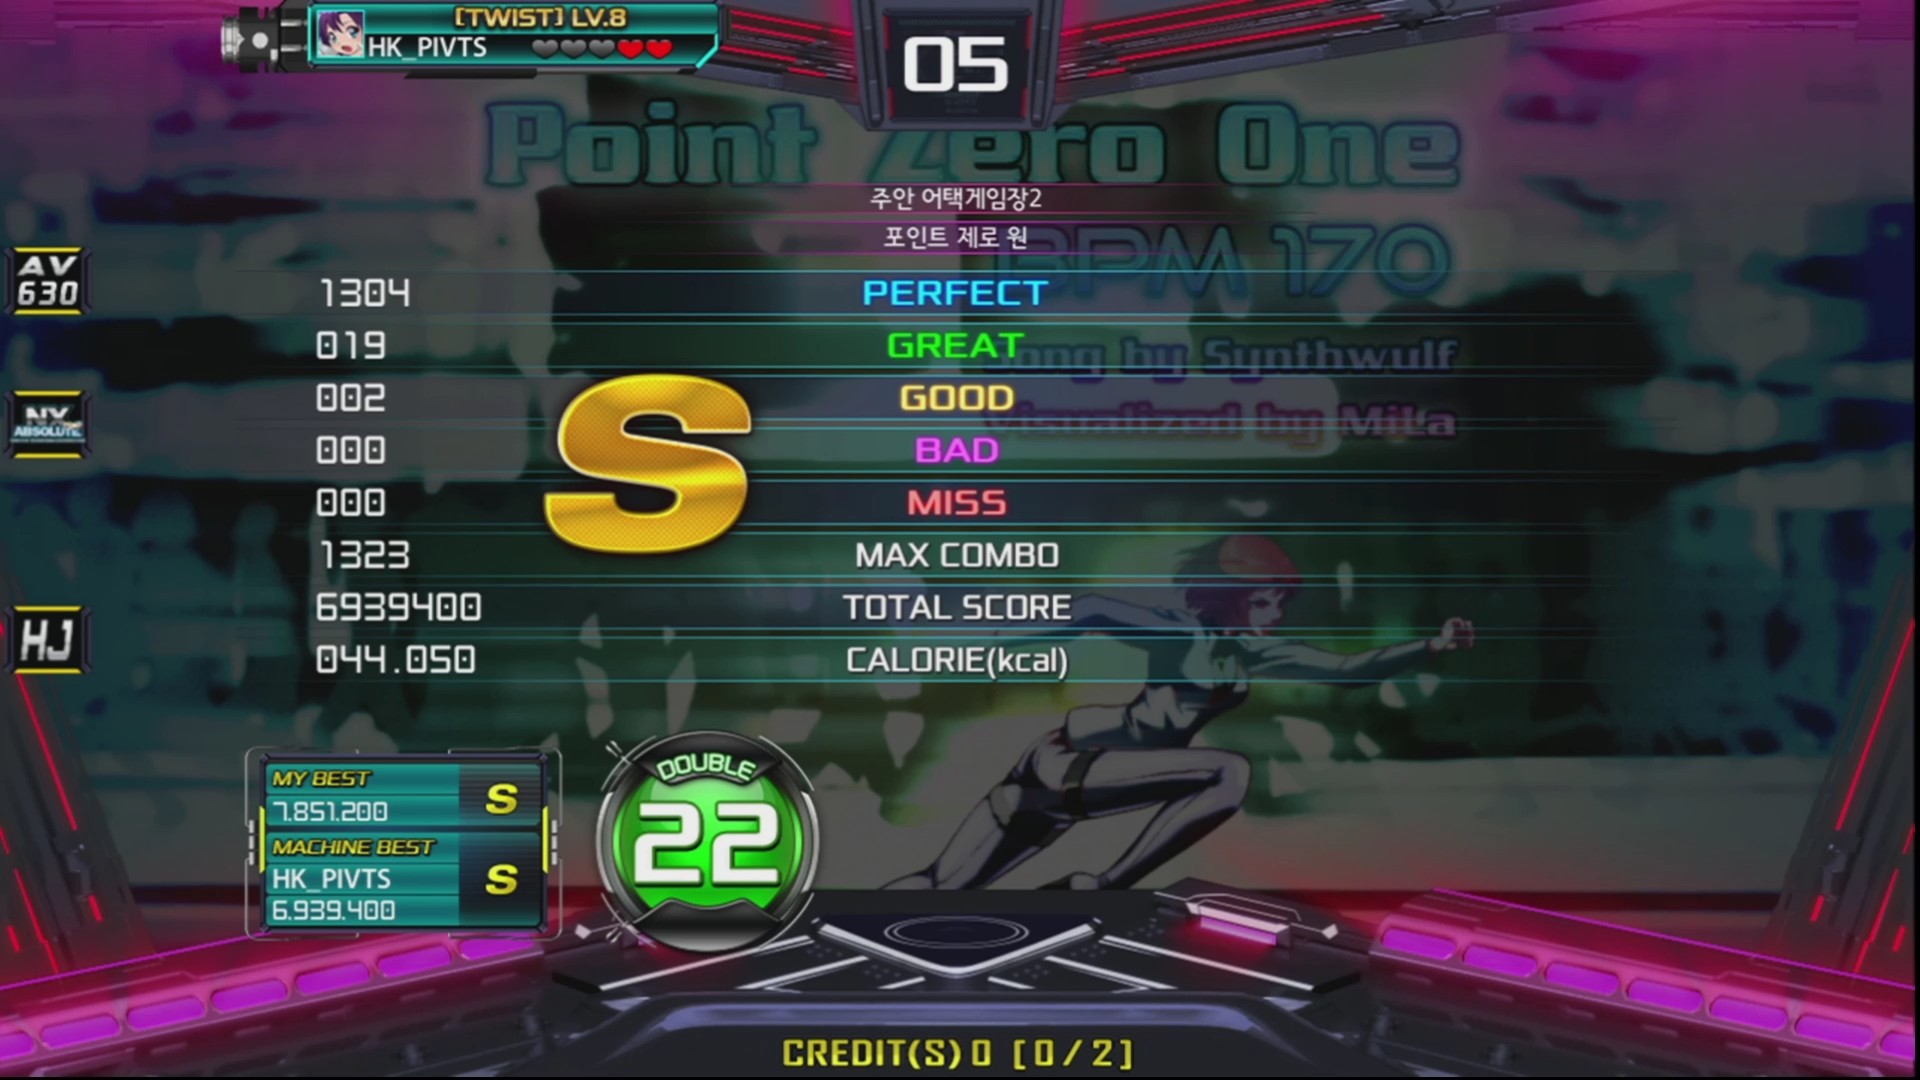 [TWIST] LV.8
HK_PIVTS
05
Point Zero One
주안 어택게임장2
포인트 제로 원
BPM 170
AV
630
1304 PERFECT
019 GREAT
Song by Synthwulf
002 GOOD
Visualized by MiLa
NX
ABSOLUTE
000 BAD
000 MISS
S
1323 MAX COMBO
6939400 TOTAL SCORE
HJ
044.050 CALORIE(kcal)
MY BEST
7.851.200 S
MACHINE BEST
HK_PIVTS S
6.939.400
DOUBLE
22
CREDIT(S) 0 [0/2]